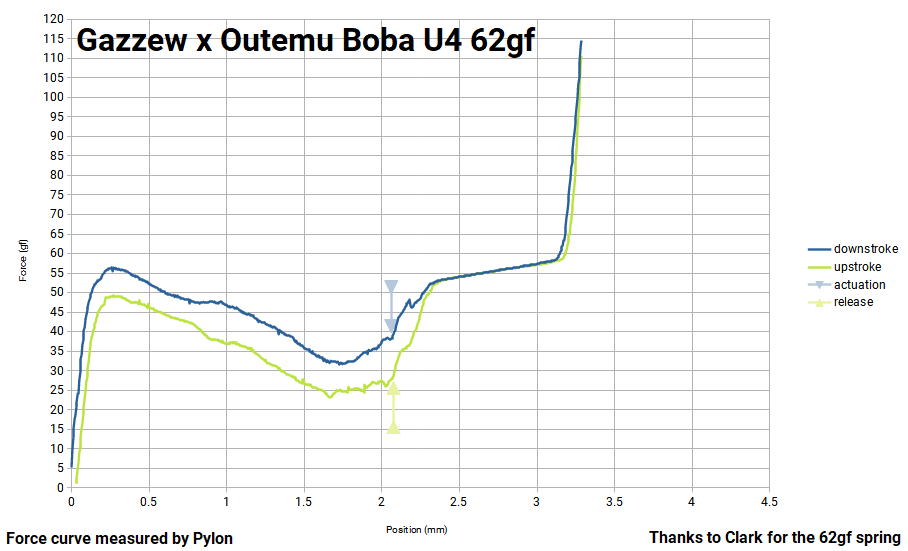 Gazzew x Outemu Boba U4 62gf
120
115
110
105
100
95
90
85
80
75
70
65
60
55
50
45
40
35
30
25
20
15
10
5
0
Force (gf)
0 0.5 1 1.5 2 2.5 3 3.5 4 4.5
Position (mm)
downstroke
upstroke
actuation
release
Force curve measured by Pylon
Thanks to Clark for the 62gf spring